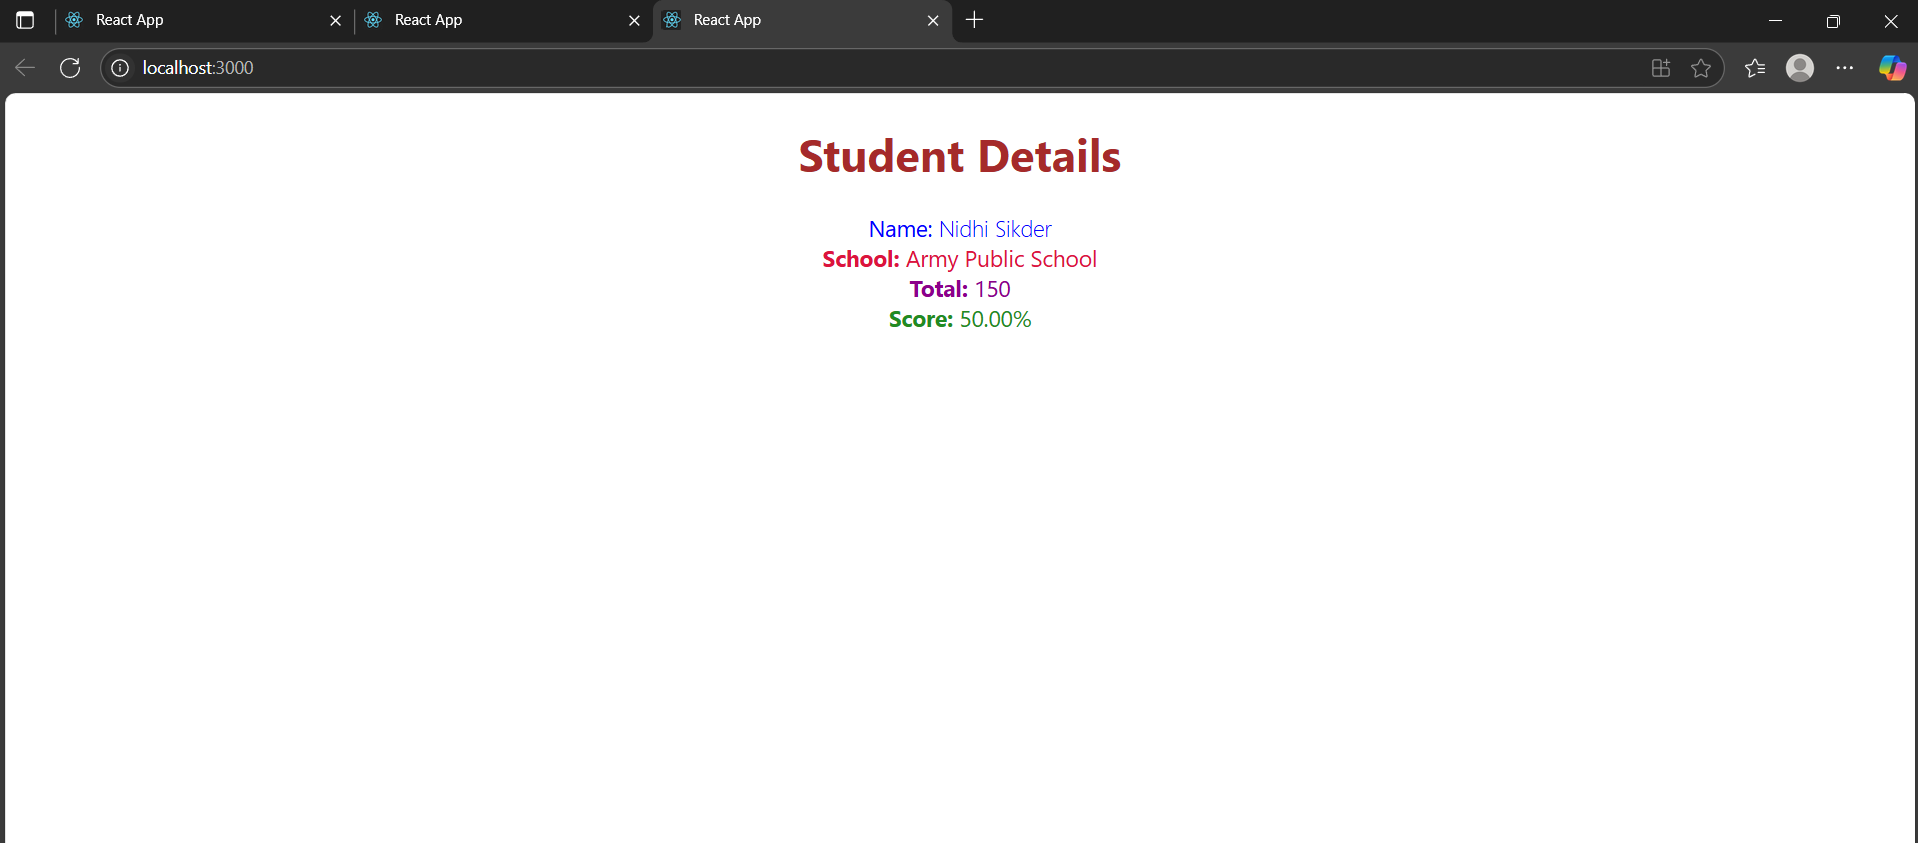 React App
React App
React App
localhost:3000
Student Details
Name: Nidhi Sikder
School: Army Public School
Total: 150
Score: 50.00%